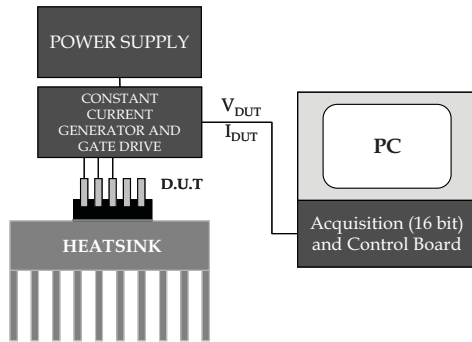 POWER SUPPLY
CONSTANT
CURRENT
GENERATOR AND
GATE DRIVE
V_DUT
I_DUT
D.U.T
HEATSINK
PC
Acquisition (16 bit)
and Control Board